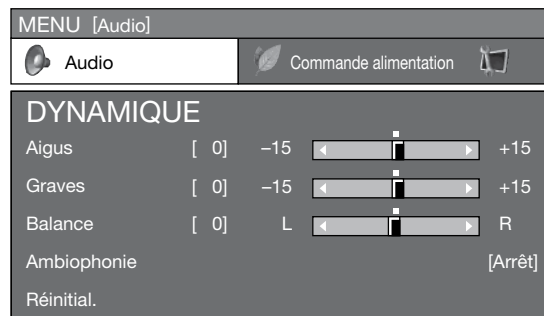 MENU [Audio]
Audio Commande alimentation
DYNAMIQUE
Aigus [ 0] –15 +15
Graves [ 0] –15 +15
Balance [ 0] L R
Ambiophonie [Arrêt]
Réinitial.